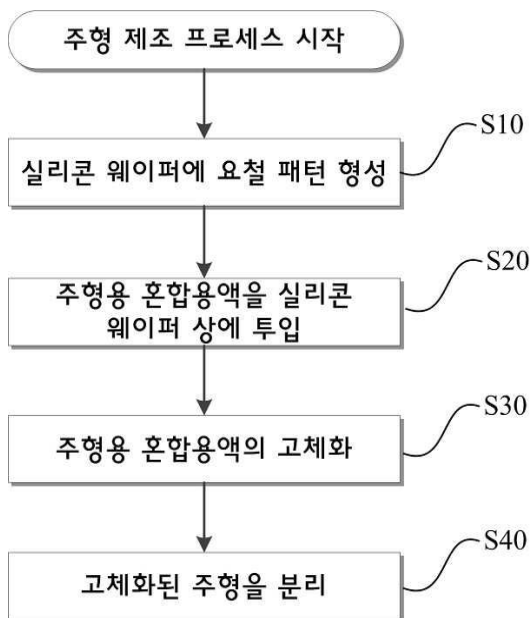 주형 제조 프로세스 시작
S10
실리콘 웨이퍼에 요철 패턴 형성
S20
주형용 혼합용액을 실리콘
웨이퍼 상에 투입
S30
주형용 혼합용액의 고체화
S40
고체화된 주형을 분리